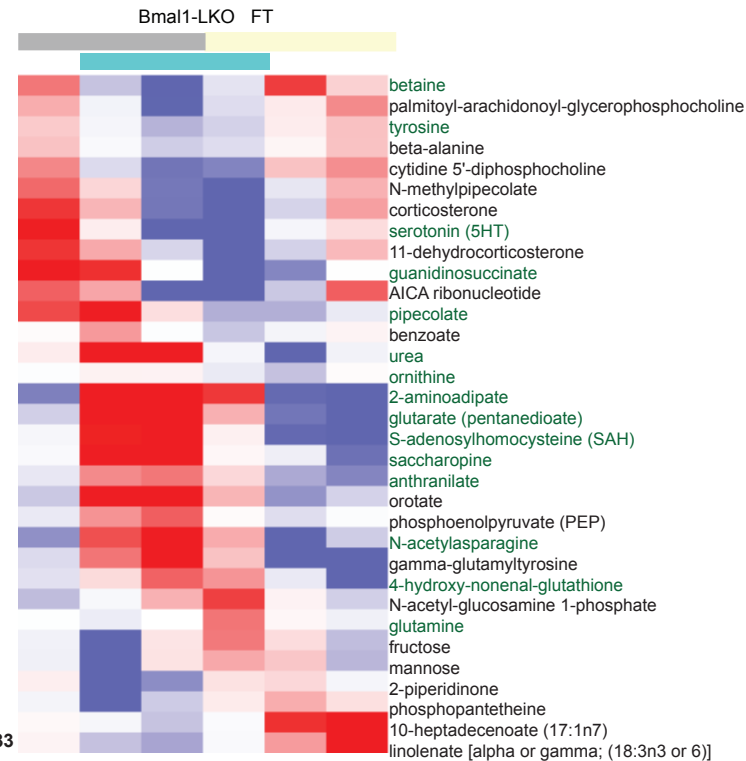 Bmal1-LKO FT
betaine
palmitoyl-arachidonoyl-glycerophosphocholine
tyrosine
beta-alanine
cytidine 5'-diphosphocholine
N-methylpipecolate
corticosterone
serotonin (5HT)
11-dehydrocorticosterone
guanidinosuccinate
AICA ribonucleotide
pipecolate
benzoate
urea
ornithine
2-aminoadipate
glutarate (pentanedioate)
S-adenosylhomocysteine (SAH)
saccharopine
anthranilate
orotate
phosphoenolpyruvate (PEP)
N-acetylasparagine
gamma-glutamyltyrosine
4-hydroxy-nonenal-glutathione
N-acetyl-glucosamine 1-phosphate
glutamine
fructose
mannose
2-piperidinone
phosphopantetheine
10-heptadecenoate (17:1n7)
linolenate [alpha or gamma; (18:3n3 or 6)]